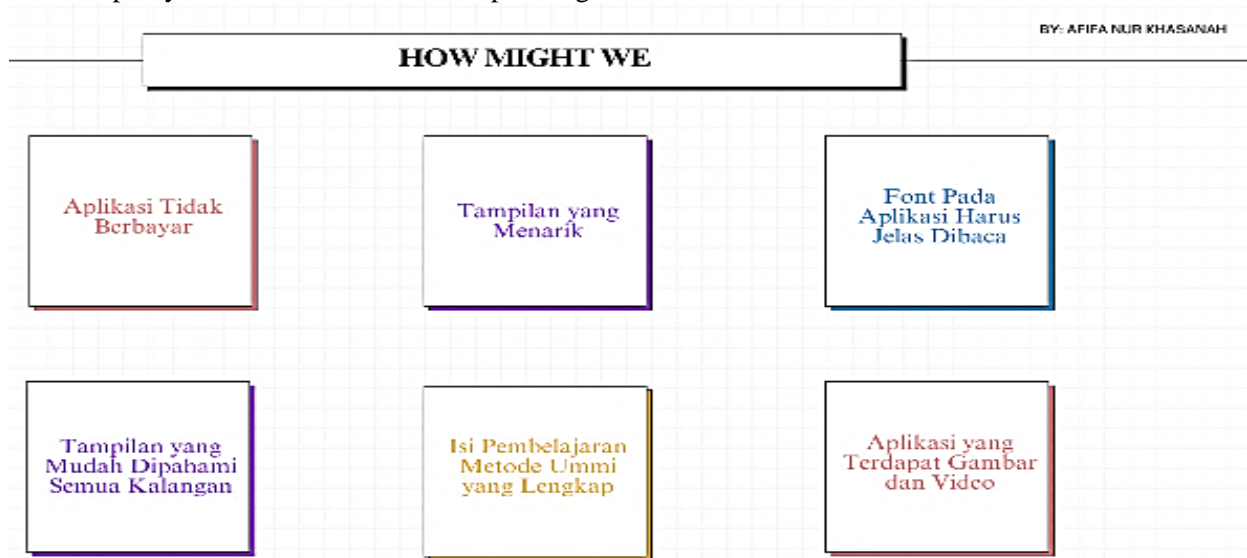 BY: AFIFA NUR KHASANAH
HOW MIGHT WE
Aplikasi Tidak
Berbayar
Tampilan yang
Menarik
Font Pada
Aplikasi Harus
Jelas Dibaca
Tampilan yang
Mudah Dipahami
Semua Kalangan
Isi Pembelajaran
Metode Ummi
yang Lengkap
Aplikasi yang
Terdapat Gambar
dan Video